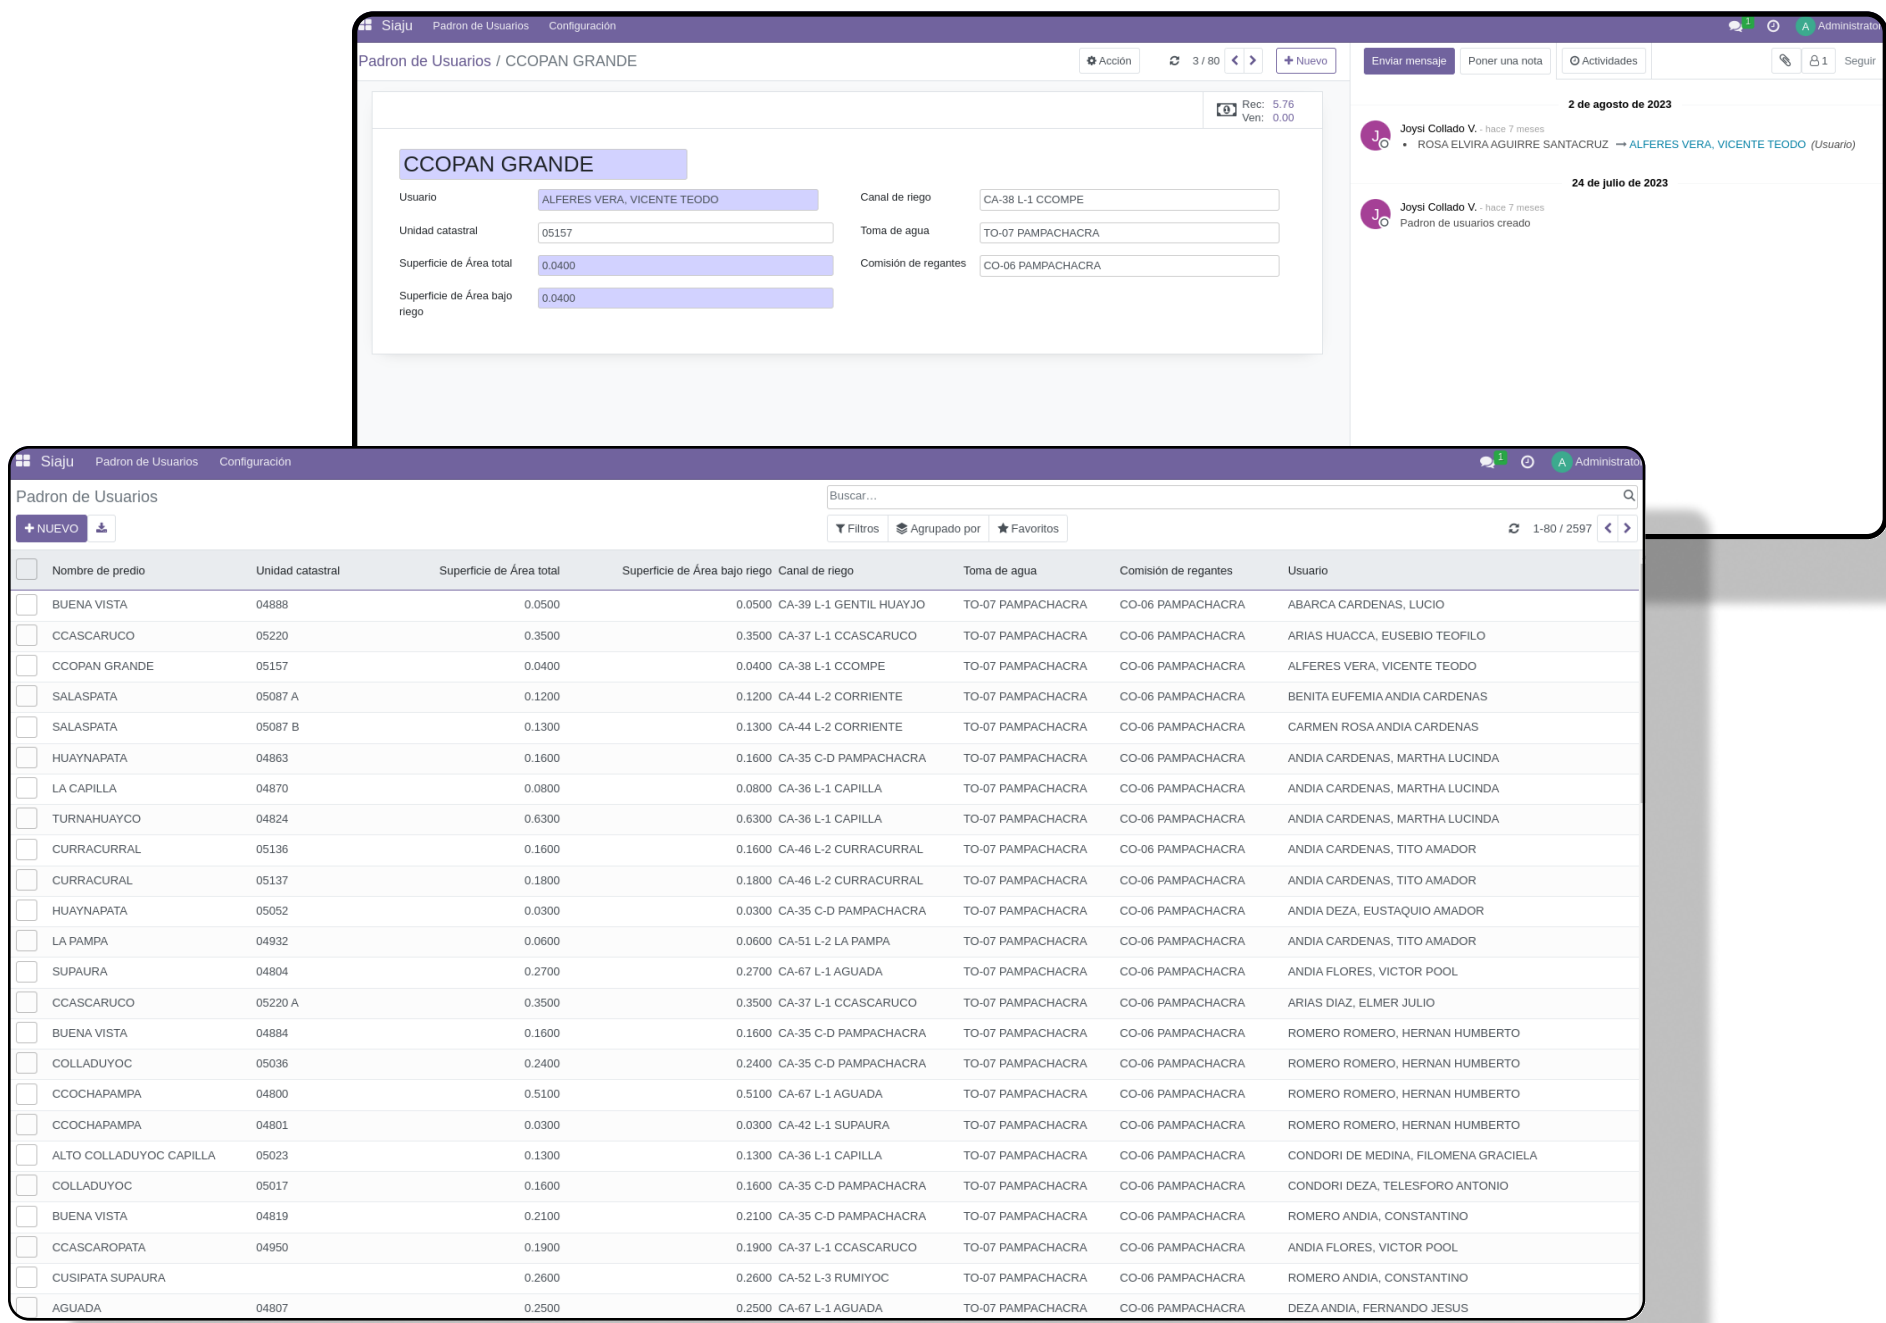 Siaju Padron de Usuarios Configuración 1 A Administrator
Padron de Usuarios / CCOPAN GRANDE Acción 3 / 80 Nuevo
Enviar mensaje Poner una nota Actividades 1 Seguir
Rec: 5.76
Ven: 0.00
CCOPAN GRANDE
Usuario ALFERES VERA, VICENTE TEODO Canal de riego CA-38 L-1 CCOMPE
Unidad catastral 05157 Toma de agua TO-07 PAMPACHACRA
Superficie de Área total 0.0400 Comisión de regantes CO-06 PAMPACHACRA
Superficie de Área bajo riego 0.0400
2 de agosto de 2023
J Joysi Collado V. - hace 7 meses
• ROSA ELVIRA AGUIRRE SANTACRUZ → ALFERES VERA, VICENTE TEODO (Usuario)
24 de julio de 2023
J Joysi Collado V. - hace 7 meses
Padron de usuarios creado
Siaju Padron de Usuarios Configuración 1 A Administrato
Padron de Usuarios Buscar...
NUEVO Filtros Agrupado por Favoritos 1-80 / 2597
Nombre de predio Unidad catastral Superficie de Área total Superficie de Área bajo riego Canal de riego Toma de agua Comisión de regantes Usuario
BUENA VISTA 04888 0.0500 0.0500 CA-39 L-1 GENTIL HUAYJO TO-07 PAMPACHACRA CO-06 PAMPACHACRA ABARCA CARDENAS, LUCIO
CCASCARUCO 05220 0.3500 0.3500 CA-37 L-1 CCASCARUCO TO-07 PAMPACHACRA CO-06 PAMPACHACRA ARIAS HUACCA, EUSEBIO TEOFILO
CCOPAN GRANDE 05157 0.0400 0.0400 CA-38 L-1 CCOMPE TO-07 PAMPACHACRA CO-06 PAMPACHACRA ALFERES VERA, VICENTE TEODO
SALASPATA 05087 A 0.1200 0.1200 CA-44 L-2 CORRIENTE TO-07 PAMPACHACRA CO-06 PAMPACHACRA BENITA EUFEMIA ANDIA CARDENAS
SALASPATA 05087 B 0.1300 0.1300 CA-44 L-2 CORRIENTE TO-07 PAMPACHACRA CO-06 PAMPACHACRA CARMEN ROSA ANDIA CARDENAS
HUAYNAPATA 04863 0.1600 0.1600 CA-35 C-D PAMPACHACRA TO-07 PAMPACHACRA CO-06 PAMPACHACRA ANDIA CARDENAS, MARTHA LUCINDA
LA CAPILLA 04870 0.0800 0.0800 CA-36 L-1 CAPILLA TO-07 PAMPACHACRA CO-06 PAMPACHACRA ANDIA CARDENAS, MARTHA LUCINDA
TURNAHUAYCO 04824 0.6300 0.6300 CA-36 L-1 CAPILLA TO-07 PAMPACHACRA CO-06 PAMPACHACRA ANDIA CARDENAS, MARTHA LUCINDA
CURRACURRAL 05136 0.1600 0.1600 CA-46 L-2 CURRACURRAL TO-07 PAMPACHACRA CO-06 PAMPACHACRA ANDIA CARDENAS, TITO AMADOR
CURRACURAL 05137 0.1800 0.1800 CA-46 L-2 CURRACURRAL TO-07 PAMPACHACRA CO-06 PAMPACHACRA ANDIA CARDENAS, TITO AMADOR
HUAYNAPATA 05052 0.0300 0.0300 CA-35 C-D PAMPACHACRA TO-07 PAMPACHACRA CO-06 PAMPACHACRA ANDIA DEZA, EUSTAQUIO AMADOR
LA PAMPA 04932 0.0600 0.0600 CA-51 L-2 LA PAMPA TO-07 PAMPACHACRA CO-06 PAMPACHACRA ANDIA CARDENAS, TITO AMADOR
SUPAURA 04804 0.2700 0.2700 CA-67 L-1 AGUADA TO-07 PAMPACHACRA CO-06 PAMPACHACRA ANDIA FLORES, VICTOR POOL
CCASCARUCO 05220 A 0.3500 0.3500 CA-37 L-1 CCASCARUCO TO-07 PAMPACHACRA CO-06 PAMPACHACRA ARIAS DIAZ, ELMER JULIO
BUENA VISTA 04884 0.1600 0.1600 CA-35 C-D PAMPACHACRA TO-07 PAMPACHACRA CO-06 PAMPACHACRA ROMERO ROMERO, HERNAN HUMBERTO
COLLADUYOC 05036 0.2400 0.2400 CA-35 C-D PAMPACHACRA TO-07 PAMPACHACRA CO-06 PAMPACHACRA ROMERO ROMERO, HERNAN HUMBERTO
CCOCHAPAMPA 04800 0.5100 0.5100 CA-67 L-1 AGUADA TO-07 PAMPACHACRA CO-06 PAMPACHACRA ROMERO ROMERO, HERNAN HUMBERTO
CCOCHAPAMPA 04801 0.0300 0.0300 CA-42 L-1 SUPAURA TO-07 PAMPACHACRA CO-06 PAMPACHACRA ROMERO ROMERO, HERNAN HUMBERTO
ALTO COLLADUYOC CAPILLA 05023 0.1300 0.1300 CA-36 L-1 CAPILLA TO-07 PAMPACHACRA CO-06 PAMPACHACRA CONDORI DE MEDINA, FILOMENA GRACIELA
COLLADUYOC 05017 0.1600 0.1600 CA-35 C-D PAMPACHACRA TO-07 PAMPACHACRA CO-06 PAMPACHACRA CONDORI DEZA, TELESFORO ANTONIO
BUENA VISTA 04819 0.2100 0.2100 CA-35 C-D PAMPACHACRA TO-07 PAMPACHACRA CO-06 PAMPACHACRA ROMERO ANDIA, CONSTANTINO
CCASCAROPATA 04950 0.1900 0.1900 CA-37 L-1 CCASCARUCO TO-07 PAMPACHACRA CO-06 PAMPACHACRA ANDIA FLORES, VICTOR POOL
CUSIPATA SUPAURA 0.2600 0.2600 CA-52 L-3 RUMIYOC TO-07 PAMPACHACRA CO-06 PAMPACHACRA ROMERO ANDIA, CONSTANTINO
AGUADA 04807 0.2500 0.2500 CA-67 L-1 AGUADA TO-07 PAMPACHACRA CO-06 PAMPACHACRA DEZA ANDIA, FERNANDO JESUS